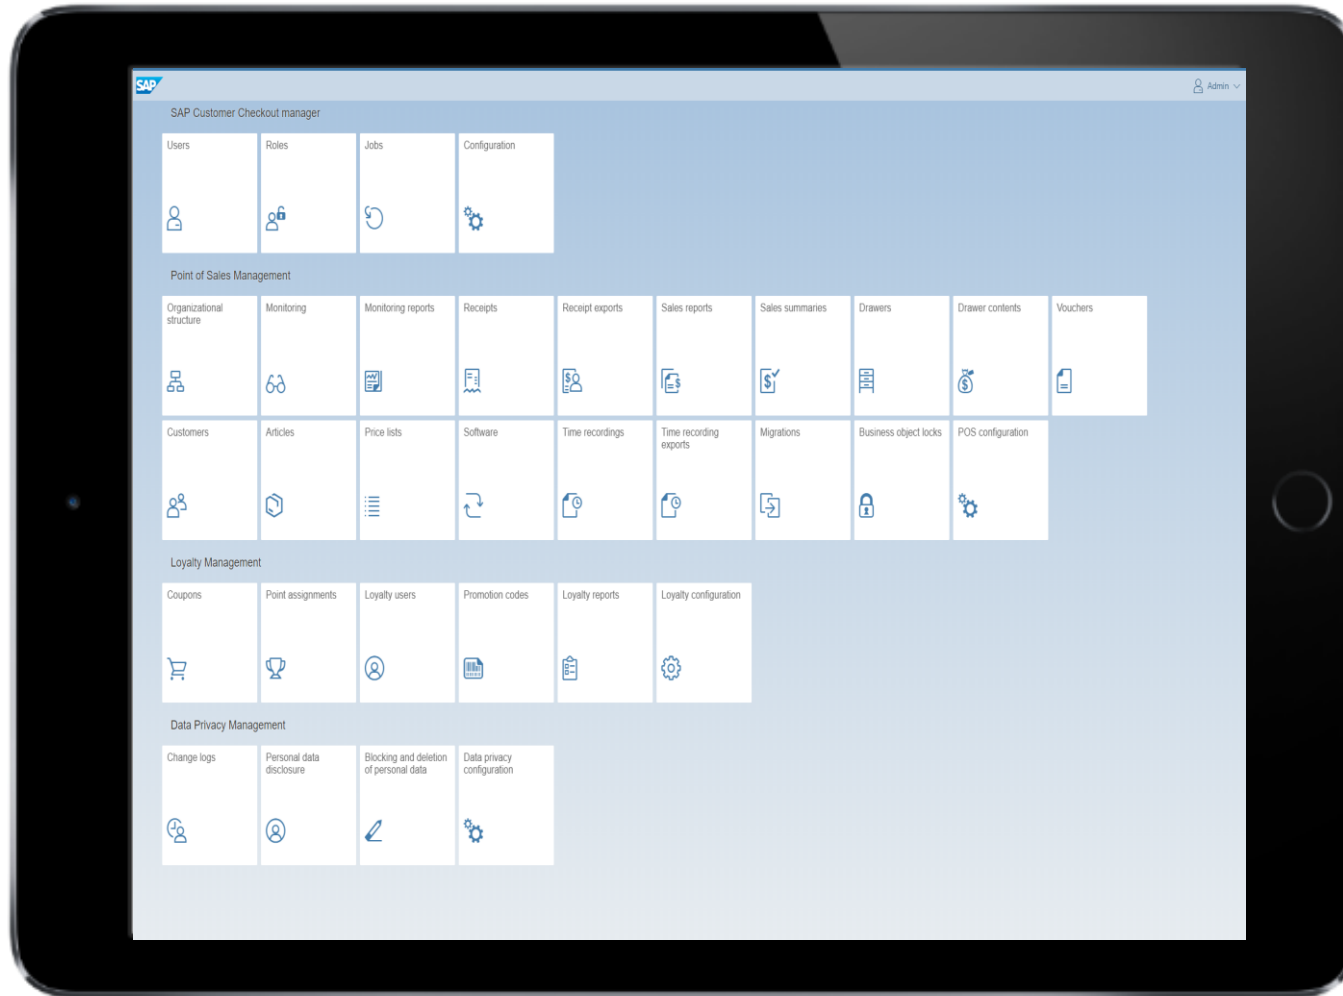 SAP
Admin
SAP Customer Checkout manager
Users
Roles
Jobs
Configuration
Point of Sales Management
Organizational
structure
Monitoring
Monitoring reports
Receipts
Receipt exports
Sales reports
Sales summaries
Drawers
Drawer contents
Vouchers
Customers
Articles
Price lists
Software
Time recordings
Time recording
exports
Migrations
Business object locks
POS configuration
Loyalty Management
Coupons
Point assignments
Loyalty users
Promotion codes
Loyalty reports
Loyalty configuration
Data Privacy Management
Change logs
Personal data
disclosure
Blocking and deletion
of personal data
Data privacy
configuration